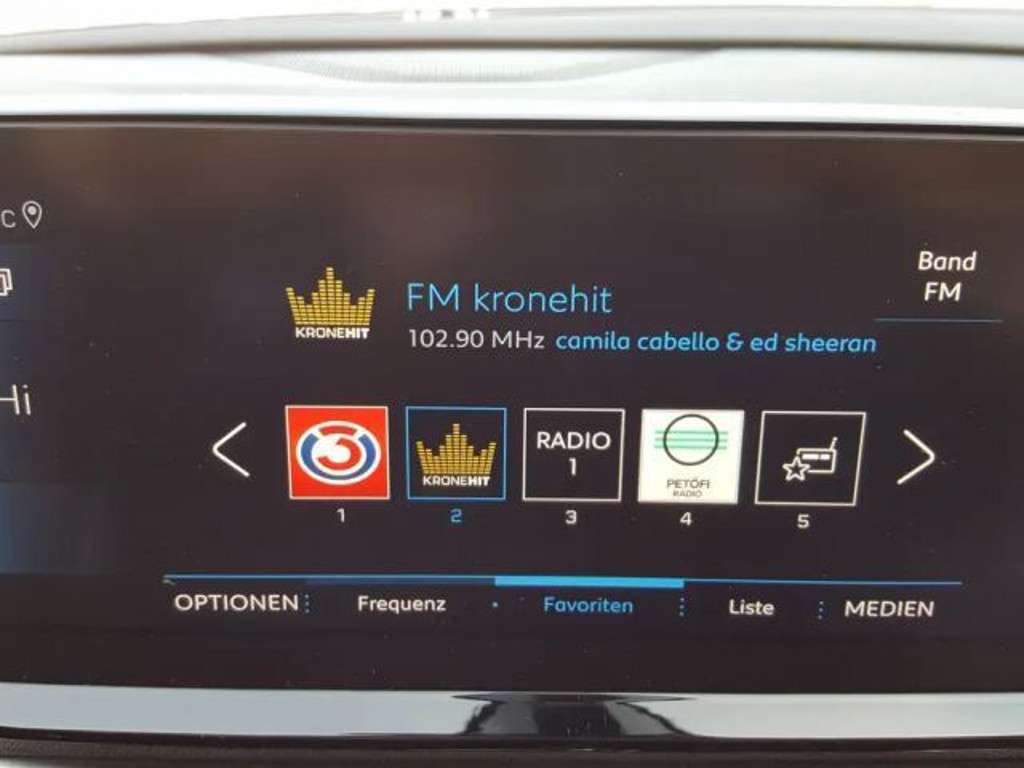 C
Hi
Band
FM
KRONEHIT
FM kronehit
102.90 MHz camila cabello & ed sheeran
3
KRONEHIT
RADIO
1
PETŐFI
RADIO
1
2
3
4
5
OPTIONEN
Frequenz
Favoriten
Liste
MEDIEN